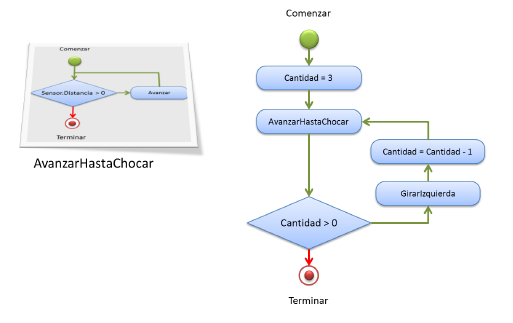 Comenzar
Sensor.Distancia > 0
Avanzar
Terminar
AvanzarHastaChocar
Comenzar
Cantidad = 3
AvanzarHastaChocar
Cantidad = Cantidad - 1
GirarIzquierda
Cantidad > 0
Terminar